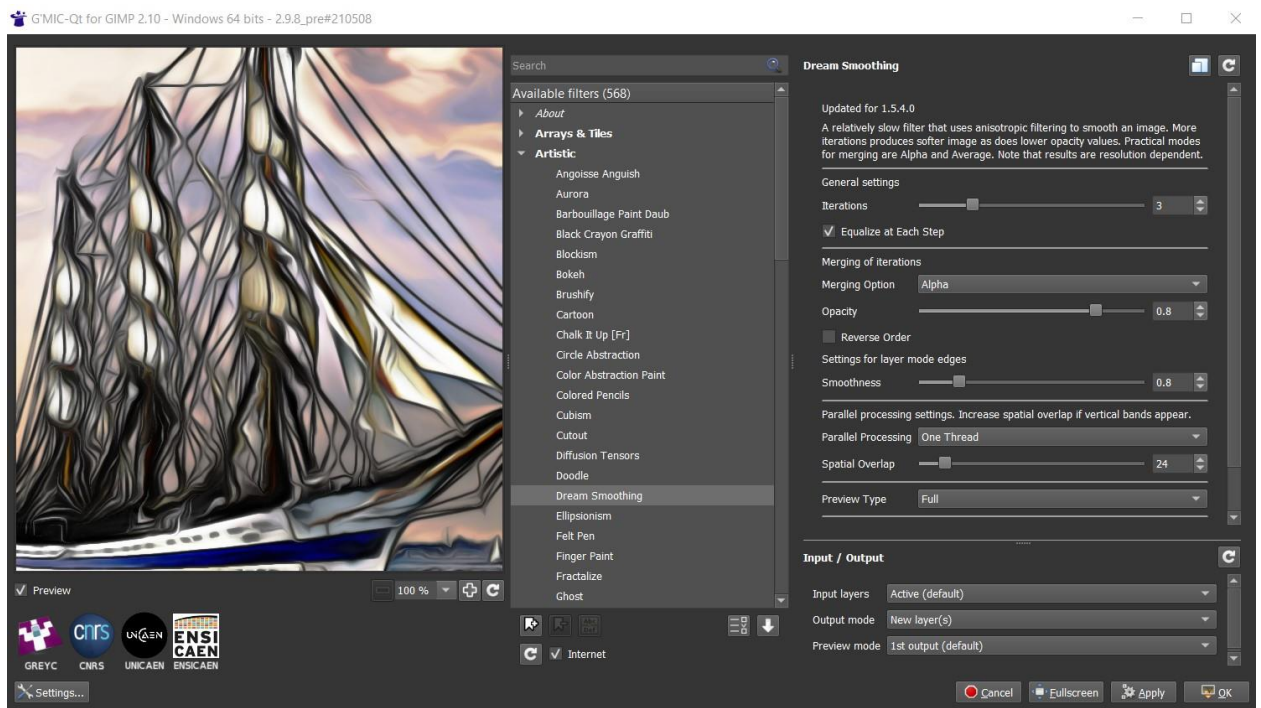 G'MIC-Qt for GIMP 2.10 - Windows 64 bits - 2.9.8_pre#210508
Search
Available filters (568)
About
Arrays & Tiles
Artistic
Angoisse Anguish
Aurora
Barbouillage Paint Daub
Black Crayon Graffiti
Blockism
Bokeh
Brushify
Cartoon
Chalk It Up [Fr]
Circle Abstraction
Color Abstraction Paint
Colored Pencils
Cubism
Cutout
Diffusion Tensors
Doodle
Dream Smoothing
Ellipsionism
Felt Pen
Finger Paint
Fractalize
Ghost
Internet
Dream Smoothing
Updated for 1.5.4.0
A relatively slow filter that uses anisotropic filtering to smooth an image. More
iterations produces softer image as does lower opacity values. Practical modes
for merging are Alpha and Average. Note that results are resolution dependent.
General settings
Iterations 3
Equalize at Each Step
Merging of iterations
Merging Option Alpha
Opacity 0.8
Reverse Order
Settings for layer mode edges
Smoothness 0.8
Parallel processing settings. Increase spatial overlap if vertical bands appear.
Parallel Processing One Thread
Spatial Overlap 24
Preview Type Full
Input / Output
Input layers Active (default)
Output mode New layer(s)
Preview mode 1st output (default)
Preview 100 %
cnrs
UNICAEN
ENSI
CAEN
GREYC CNRS UNICAEN ENSICAEN
Settings...
Cancel Fullscreen Apply OK